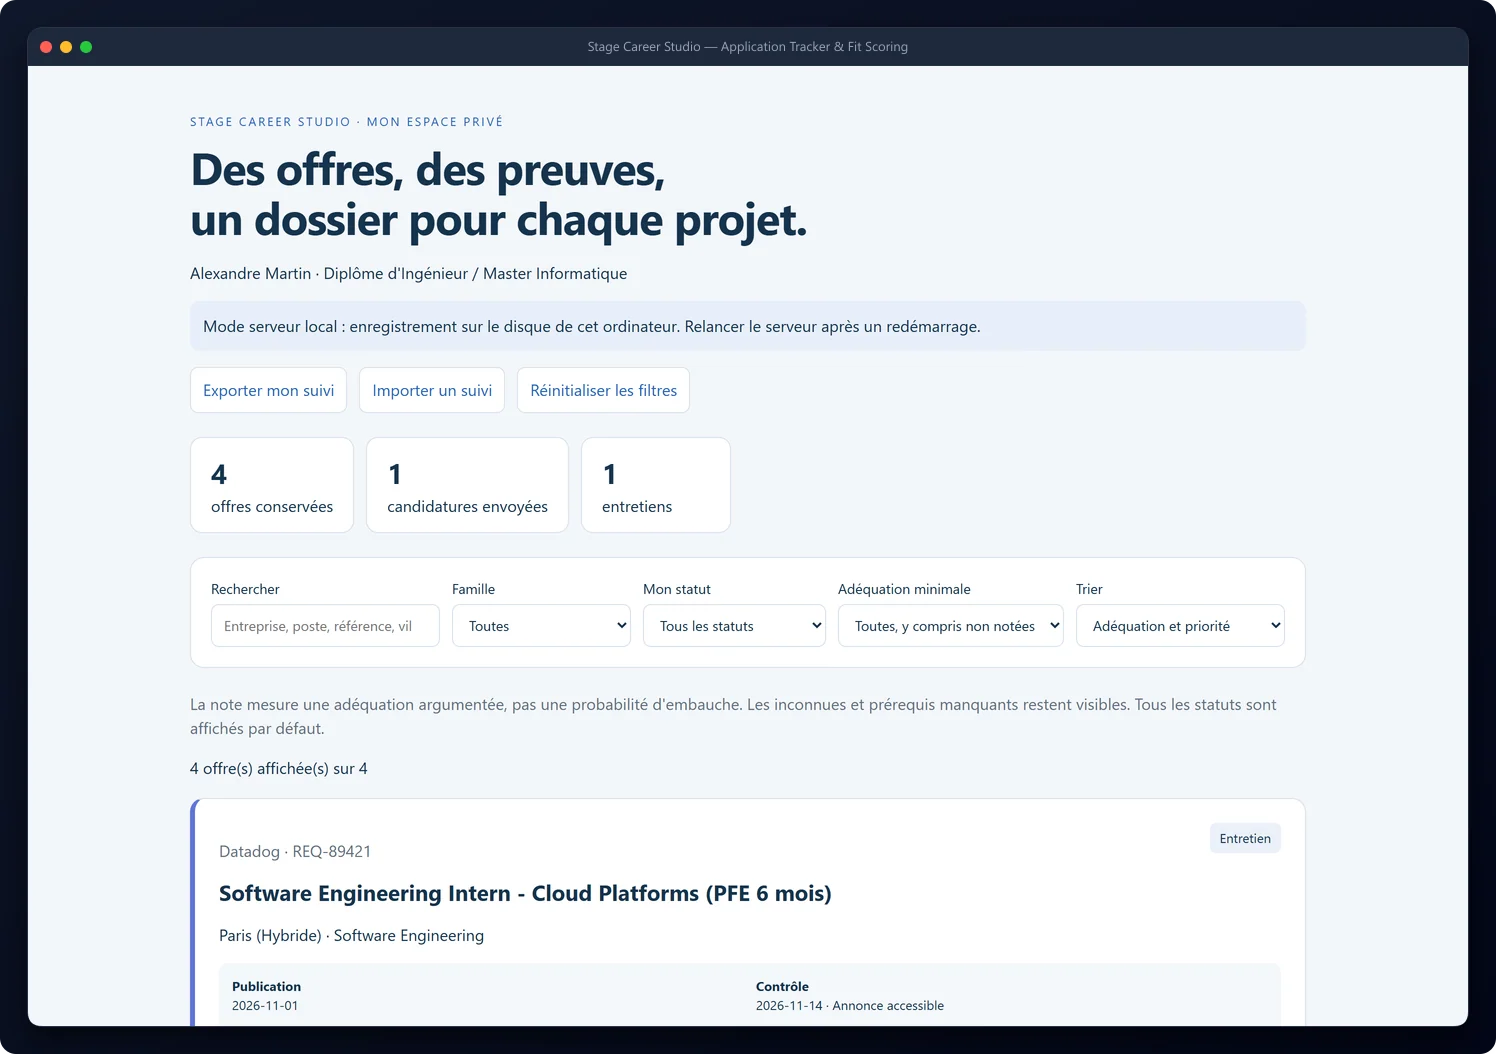 Stage Career Studio — Application Tracker & Fit Scoring
STAGE CAREER STUDIO · MON ESPACE PRIVÉ
Des offres, des preuves,
un dossier pour chaque projet.
Alexandre Martin · Diplôme d'Ingénieur / Master Informatique
Mode serveur local : enregistrement sur le disque de cet ordinateur. Relancer le serveur après un redémarrage.
Exporter mon suivi
Importer un suivi
Réinitialiser les filtres
4
offres conservées
1
candidatures envoyées
1
entretiens
Rechercher
Entreprise, poste, référence, vil
Famille
Toutes
Mon statut
Tous les statuts
Adéquation minimale
Toutes, y compris non notées
Trier
Adéquation et priorité
La note mesure une adéquation argumentée, pas une probabilité d'embauche. Les inconnues et prérequis manquants restent visibles. Tous les statuts sont
affichés par défaut.
4 offre(s) affichée(s) sur 4
Datadog · REQ-89421
Entretien
Software Engineering Intern - Cloud Platforms (PFE 6 mois)
Paris (Hybride) · Software Engineering
Publication
2026-11-01
Contrôle
2026-11-14 · Annonce accessible